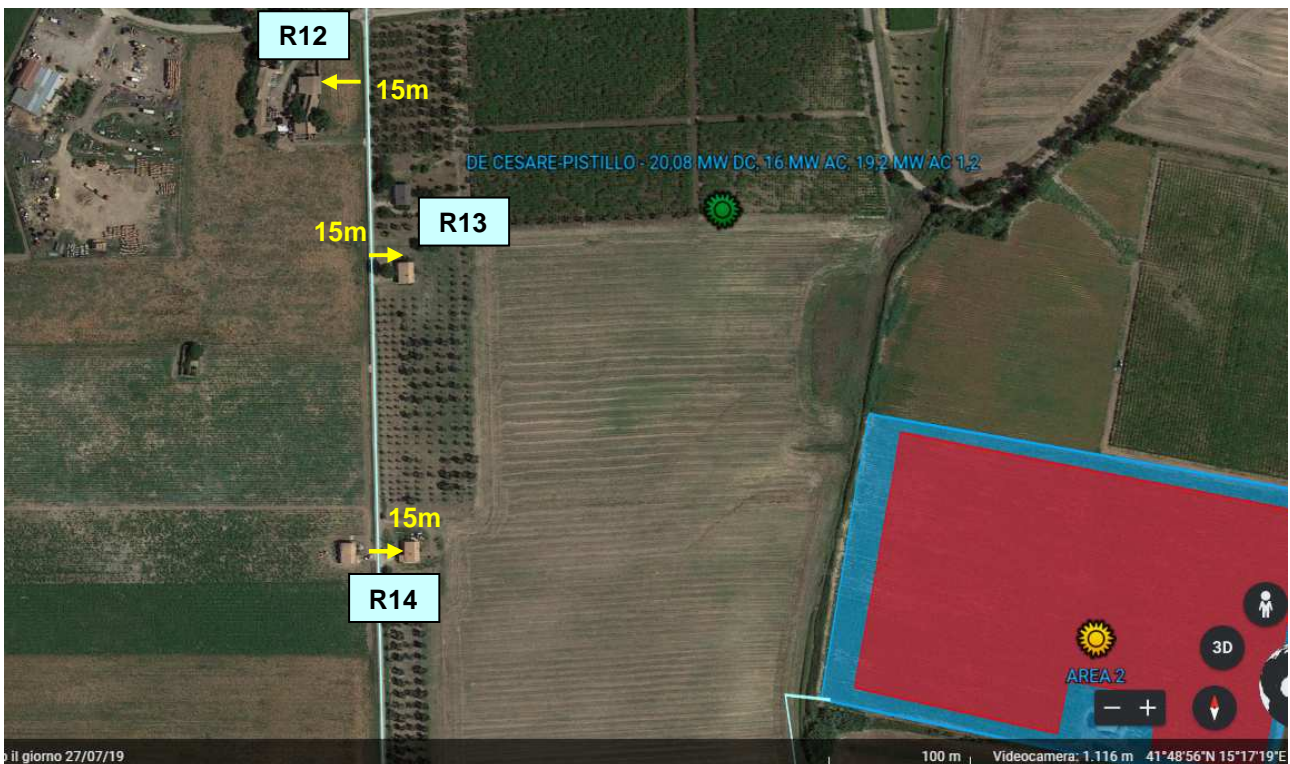 R12
15m
DE CESARE-PISTILLO - 20,08 MW DC, 16 MW AC, 19,2 MW AC 1,2
R13
15m
15m
R14
3D
AREA 2
il giorno 27/07/19
100 m
Videocamera: 1.116 m 41°48'56"N 15°17'19"E